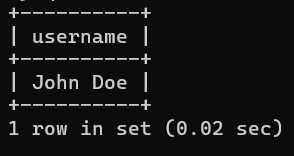 +----------+
| username |
+----------+
| John Doe |
+----------+
1 row in set (0.02 sec)